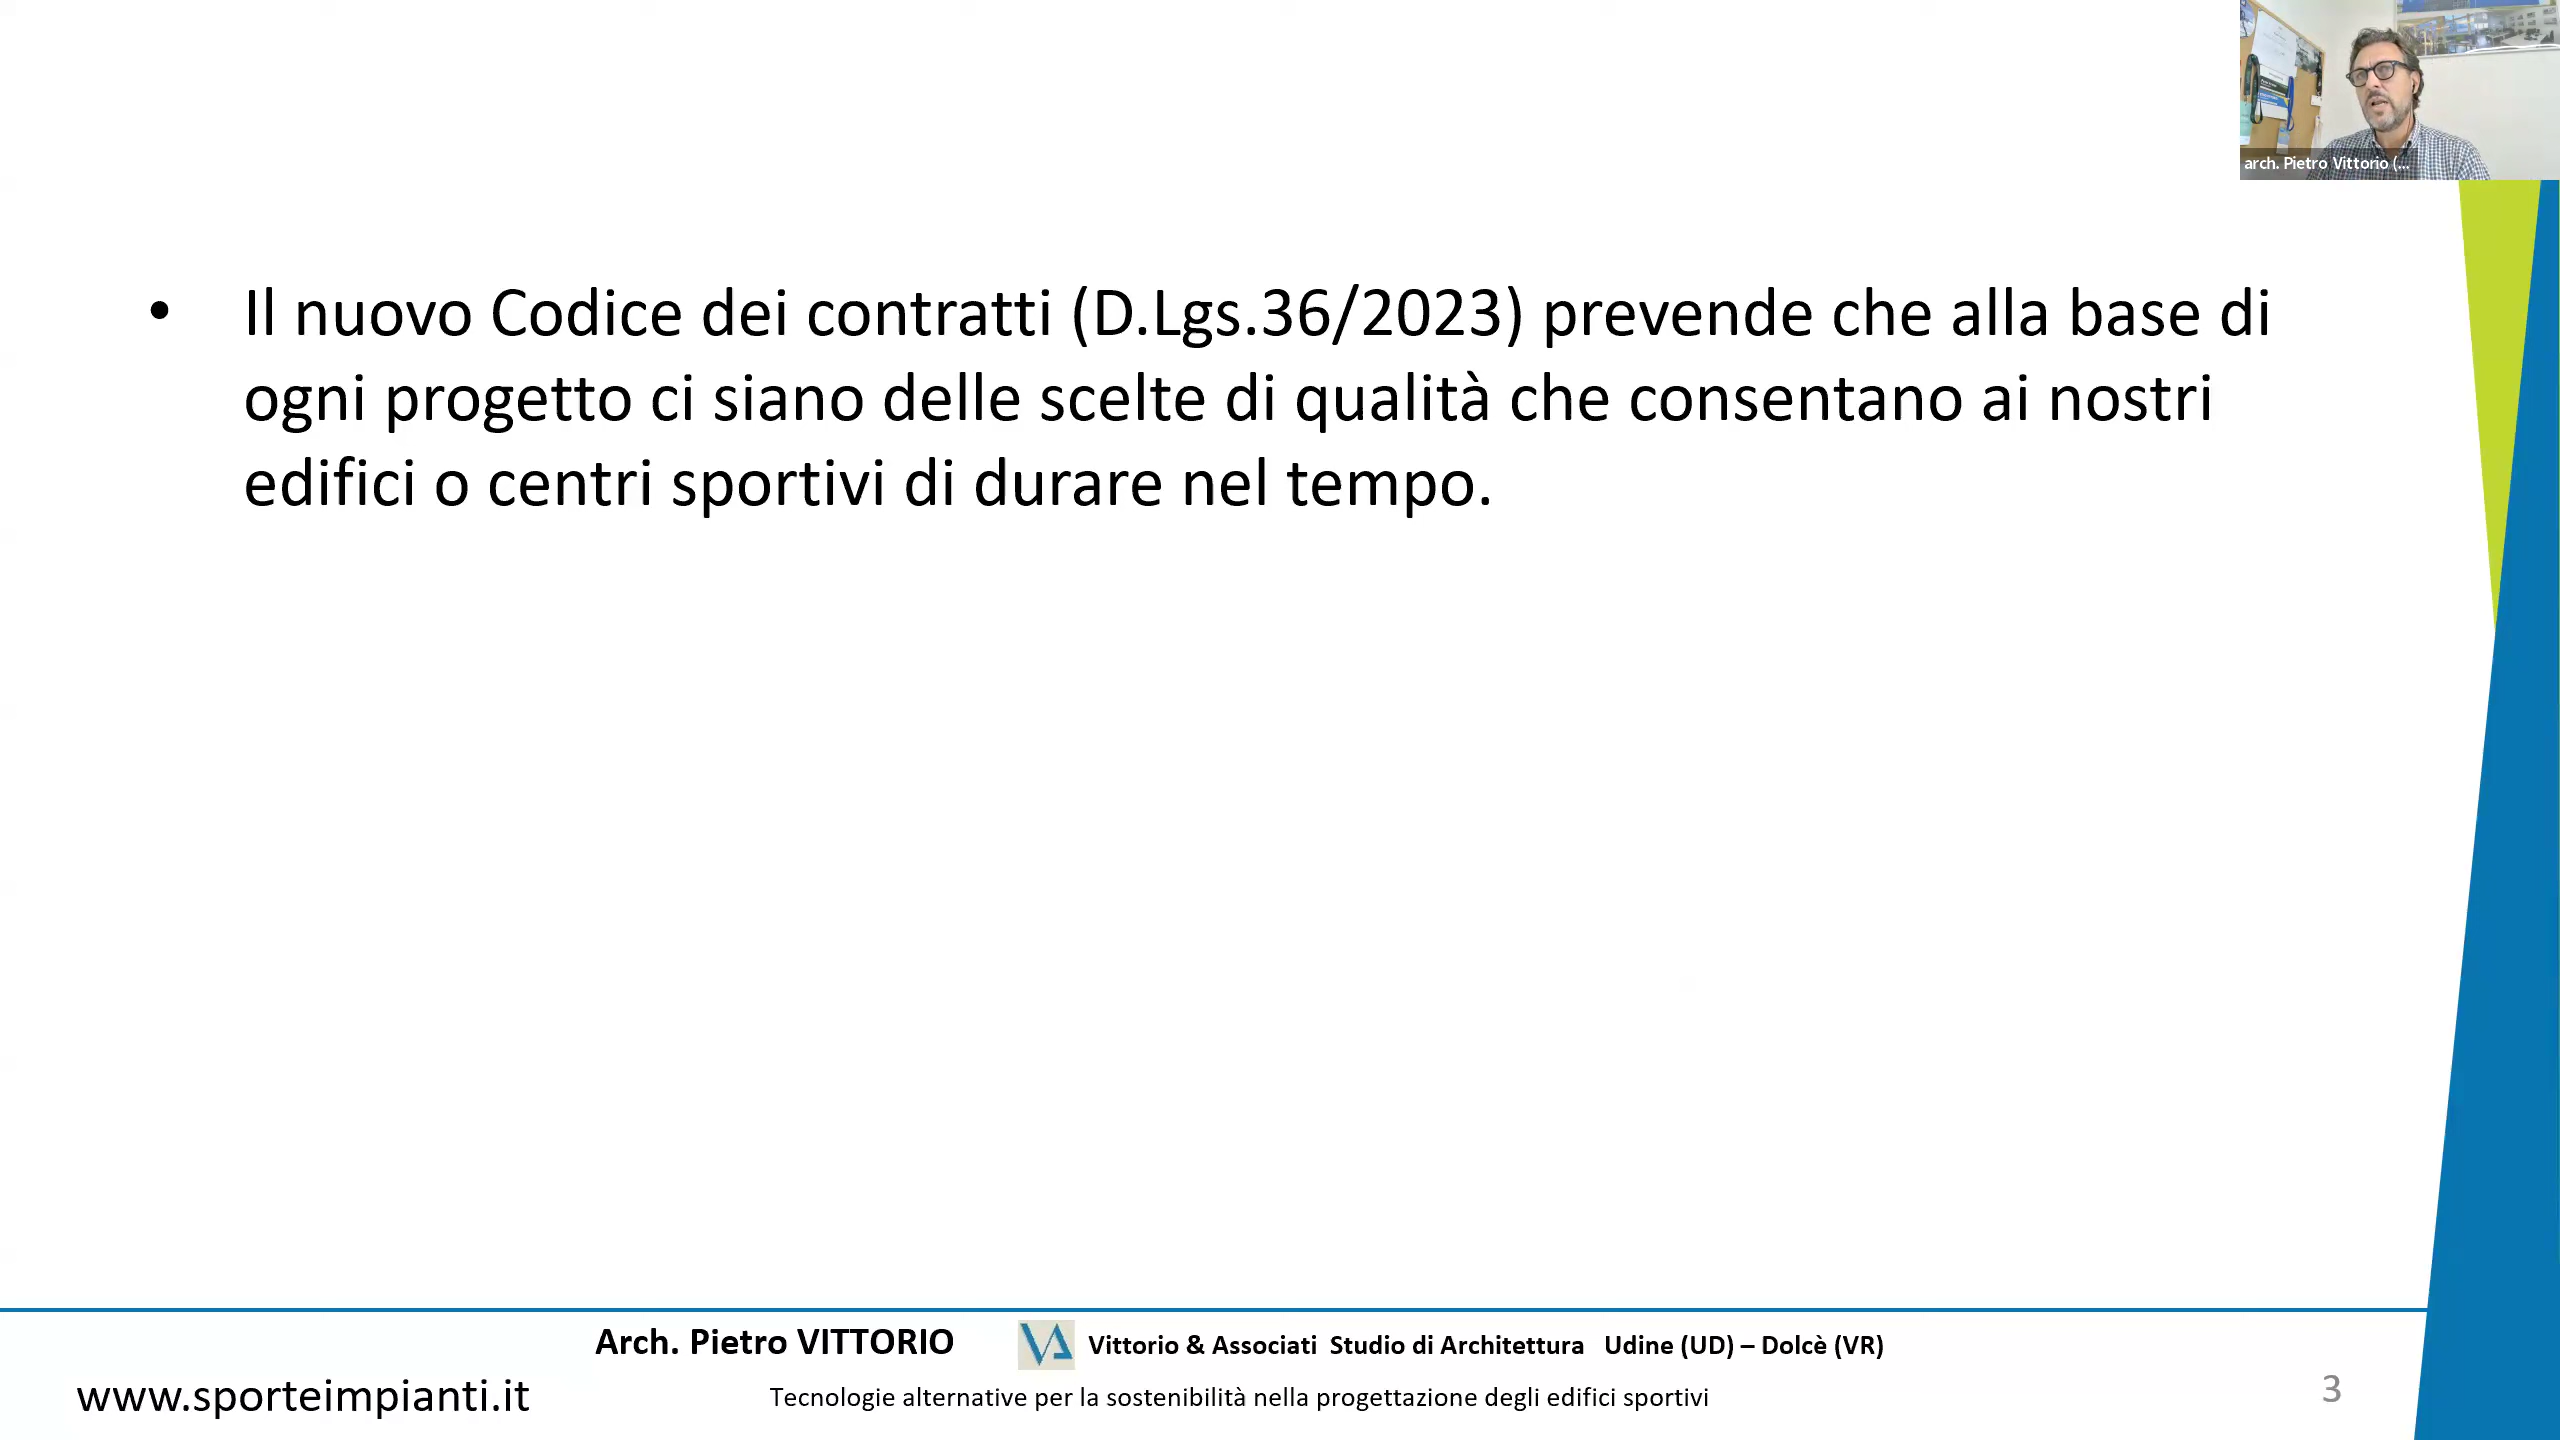 arch. Pietro Vittorio (...
• Il nuovo Codice dei contratti (D.Lgs.36/2023) prevende che alla base di
ogni progetto ci siano delle scelte di qualità che consentano ai nostri
edifici o centri sportivi di durare nel tempo.
Arch. Pietro VITTORIO VA Vittorio & Associati Studio di Architettura Udine (UD) – Dolcè (VR)
www.sporteimpianti.it Tecnologie alternative per la sostenibilità nella progettazione degli edifici sportivi 3